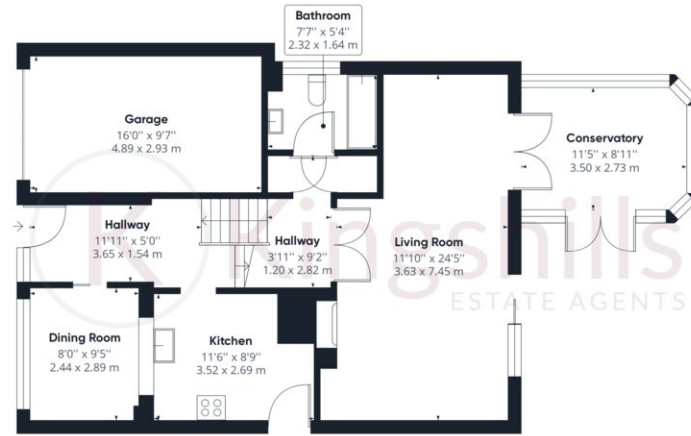 Bathroom
7'7" x 5'4"
2.32 x 1.64 m
Garage
16'0" x 9'7"
4.89 x 2.93 m
Conservatory
11'5" x 8'11"
3.50 x 2.73 m
Hallway
11'11" x 5'0"
3.65 x 1.54 m
Hallway
3'11" x 9'2"
1.20 x 2.82 m
Living Room
11'10" x 24'5"
3.63 x 7.45 m
K Kingshills
ESTATE AGENTS
Dining Room
8'0" x 9'5"
2.44 x 2.89 m
Kitchen
11'6" x 8'9"
3.52 x 2.69 m